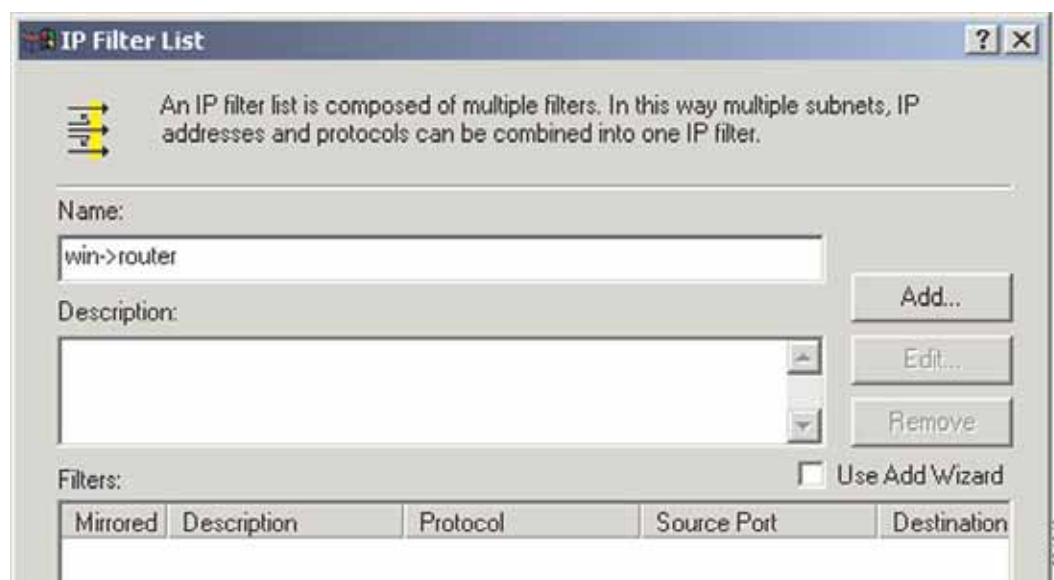 IP Filter List
An IP filter list is composed of multiple filters. In this way multiple subnets, IP
addresses and protocols can be combined into one IP filter.
Name:
win->router
Add...
Description:
Edit...
Remove
Filters:
Use Add Wizard
Mirrored Description Protocol Source Port Destination